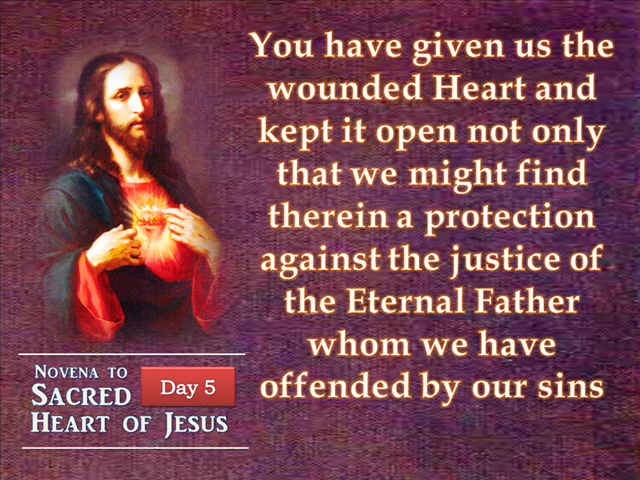 You have given us the
wounded Heart and
kept it open not only
that we might find
therein a protection
against the justice of
the Eternal Father
whom we have
offended by our sins
Novena to
Sacred
Heart of Jesus
Day 5